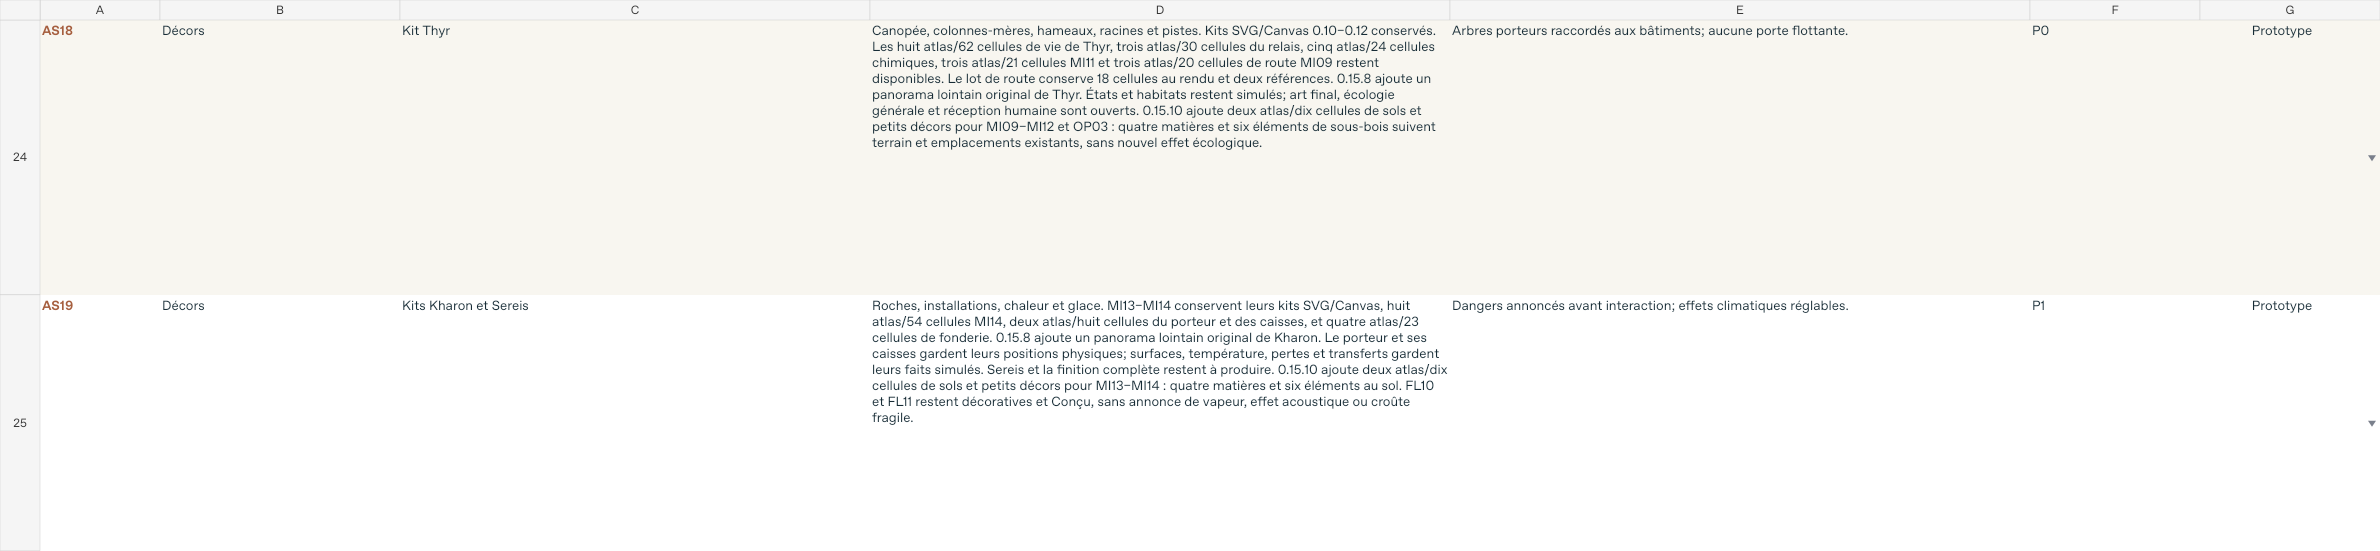 A B C D E F G
24
AS18 Décors Kit Thyr
Canopée, colonnes-mères, hameaux, racines et pistes. Kits SVG/Canvas 0.10–0.12 conservés.
Les huit atlas/62 cellules de vie de Thyr, trois atlas/30 cellules du relais, cinq atlas/24 cellules
chimiques, trois atlas/21 cellules MI11 et trois atlas/20 cellules de route MI09 restent
disponibles. Le lot de route conserve 18 cellules au rendu et deux références. 0.15.8 ajoute un
panorama lointain original de Thyr. États et habitats restent simulés; art final, écologie
générale et réception humaine sont ouverts. 0.15.10 ajoute deux atlas/dix cellules de sols et
petits décors pour MI09–MI12 et OP03 : quatre matières et six éléments de sous-bois suivent
terrain et emplacements existants, sans nouvel effet écologique.
Arbres porteurs raccordés aux bâtiments; aucune porte flottante.
P0
Prototype
25
AS19 Décors Kits Kharon et Sereis
Roches, installations, chaleur et glace. MI13–MI14 conservent leurs kits SVG/Canvas, huit
atlas/54 cellules MI14, deux atlas/huit cellules du porteur et des caisses, et quatre atlas/23
cellules de fonderie. 0.15.8 ajoute un panorama lointain original de Kharon. Le porteur et ses
caisses gardent leurs positions physiques; surfaces, température, pertes et transferts gardent
leurs faits simulés. Sereis et la finition complète restent à produire. 0.15.10 ajoute deux atlas/dix
cellules de sols et petits décors pour MI13–MI14 : quatre matières et six éléments au sol. FL10
et FL11 restent décoratives et Conçu, sans annonce de vapeur, effet acoustique ou croûte
fragile.
Dangers annoncés avant interaction; effets climatiques réglables.
P1
Prototype